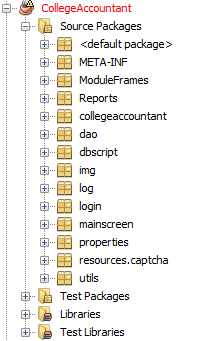 CollegeAccountant
Source Packages
<default package>
META-INF
ModuleFrames
Reports
collegeaccountant
dao
dbscript
img
log
login
mainscreen
properties
resources.captcha
utils
Test Packages
Libraries
Test Libraries